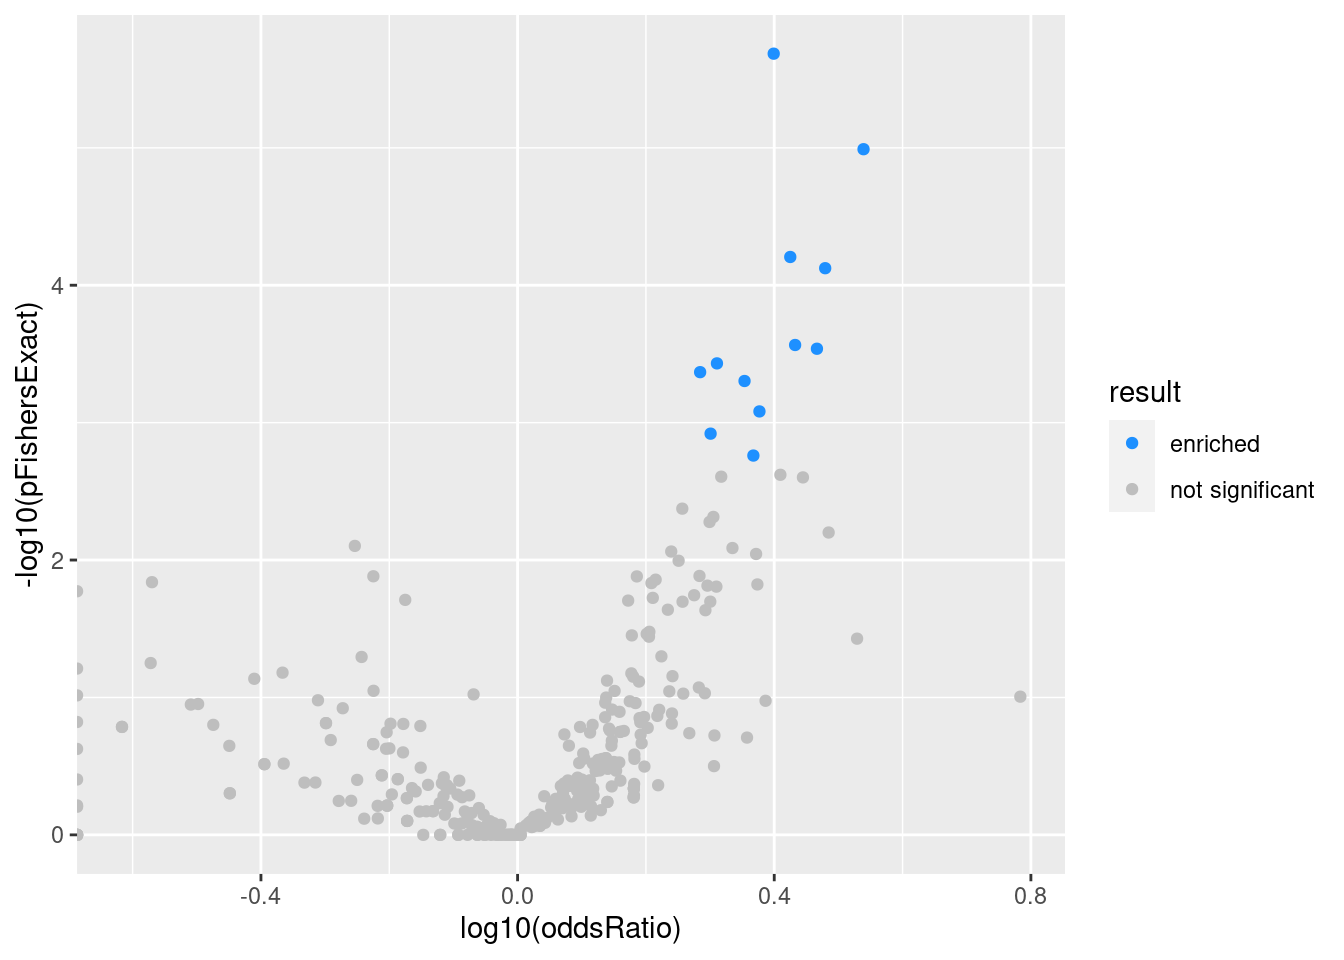 -log10(pFishersExact)
4
2
0
-0.4
0.0
0.4
0.8
log10(oddsRatio)
result
enriched
not significant